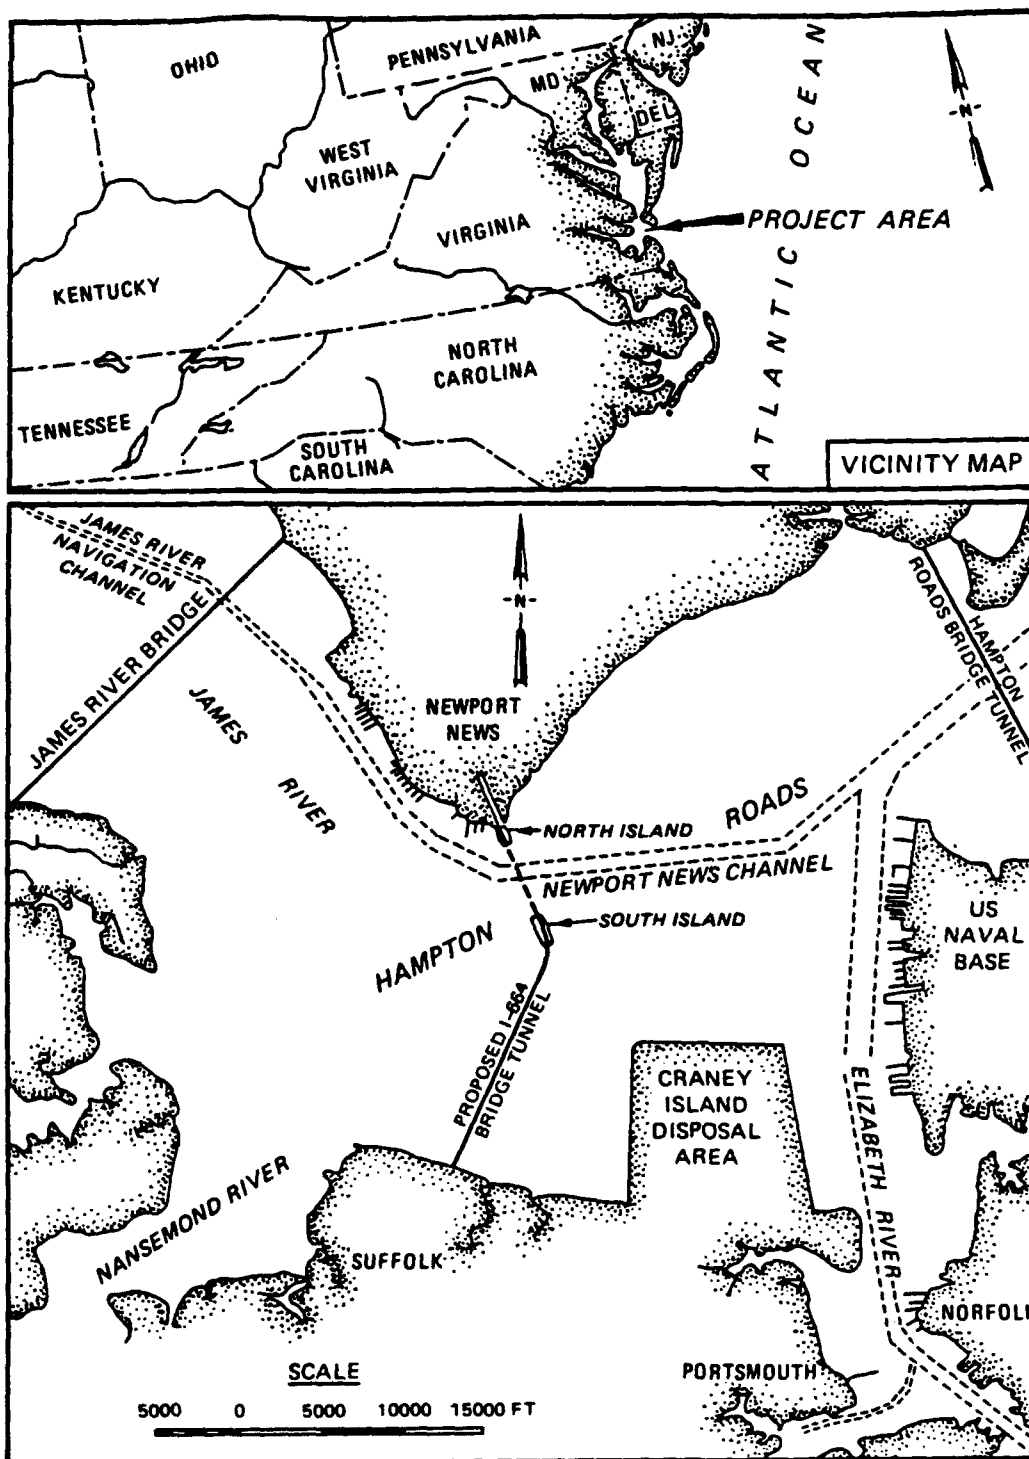 OHIO
PENNSYLVANIA
NJ
MD
DEL
WEST
VIRGINIA
VIRGINIA
KENTUCKY
NORTH
CAROLINA
TENNESSEE
SOUTH
CAROLINA
ATLANTIC OCEAN
-N-
PROJECT AREA
VICINITY MAP
JAMES RIVER
NAVIGATION
CHANNEL
JAMES RIVER BRIDGE
JAMES
RIVER
-N-
NEWPORT
NEWS
HAMPTON
ROADS BRIDGE TUNNEL
ROADS
NORTH ISLAND
NEWPORT NEWS CHANNEL
SOUTH ISLAND
HAMPTON
US
NAVAL
BASE
PROPOSED I-664
BRIDGE TUNNEL
CRANEY
ISLAND
DISPOSAL
AREA
ELIZABETH RIVER
NANSEMOND RIVER
SUFFOLK
NORFOLK
PORTSMOUTH
SCALE
5000 0 5000 10000 15000 FT